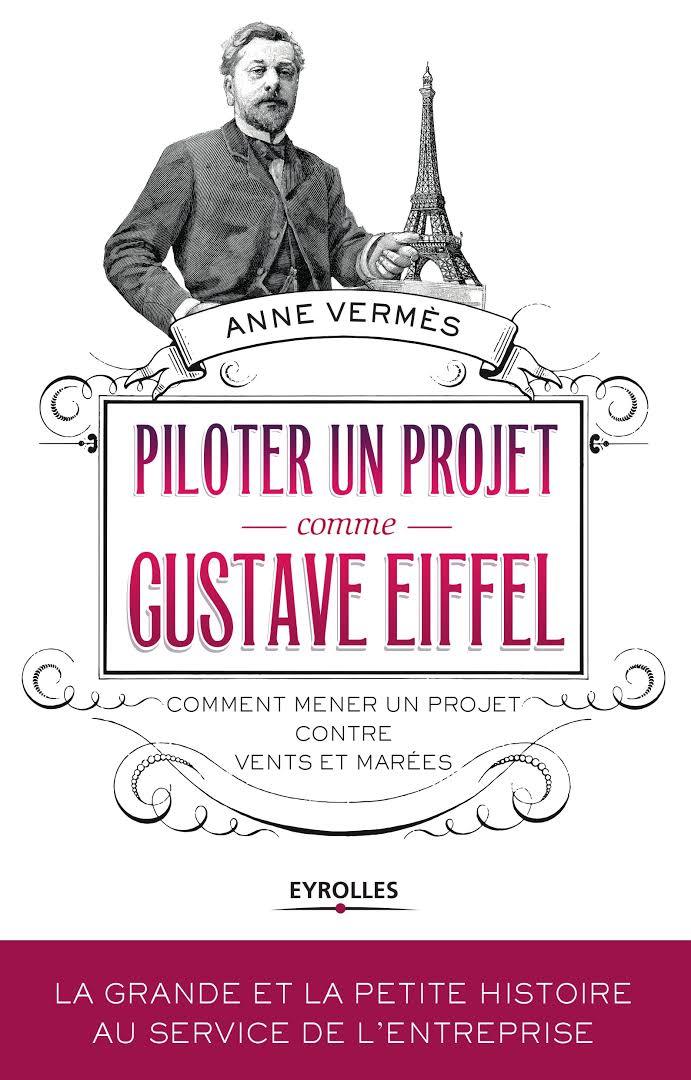 ANNE VERMÈS
PILOTER UN PROJET
comme
GUSTAVE EIFFEL
COMMENT MENER UN PROJET
CONTRE
VENTS ET MARÉES
EYROLLES
LA GRANDE ET LA PETITE HISTOIRE
AU SERVICE DE L'ENTREPRISE